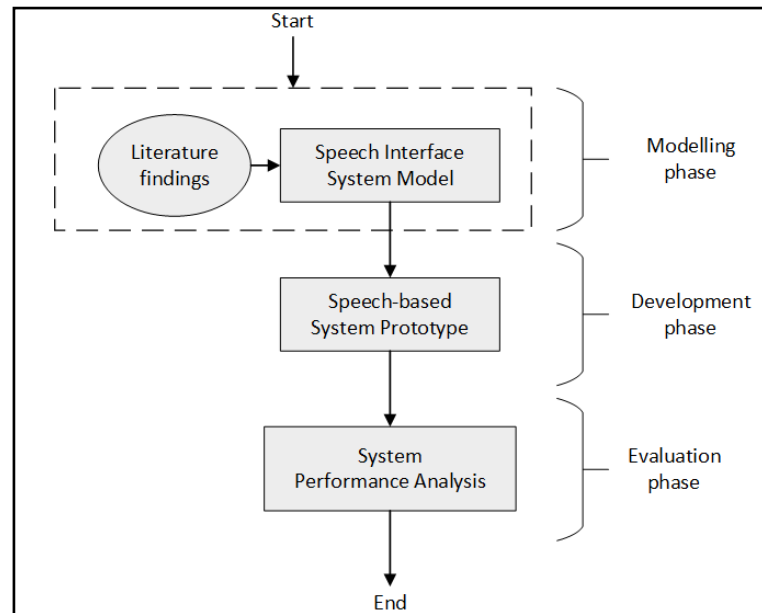 Start
Literature
findings
Speech Interface
System Model
Modelling
phase
Speech-based
System Prototype
Development
phase
System
Performance Analysis
Evaluation
phase
End